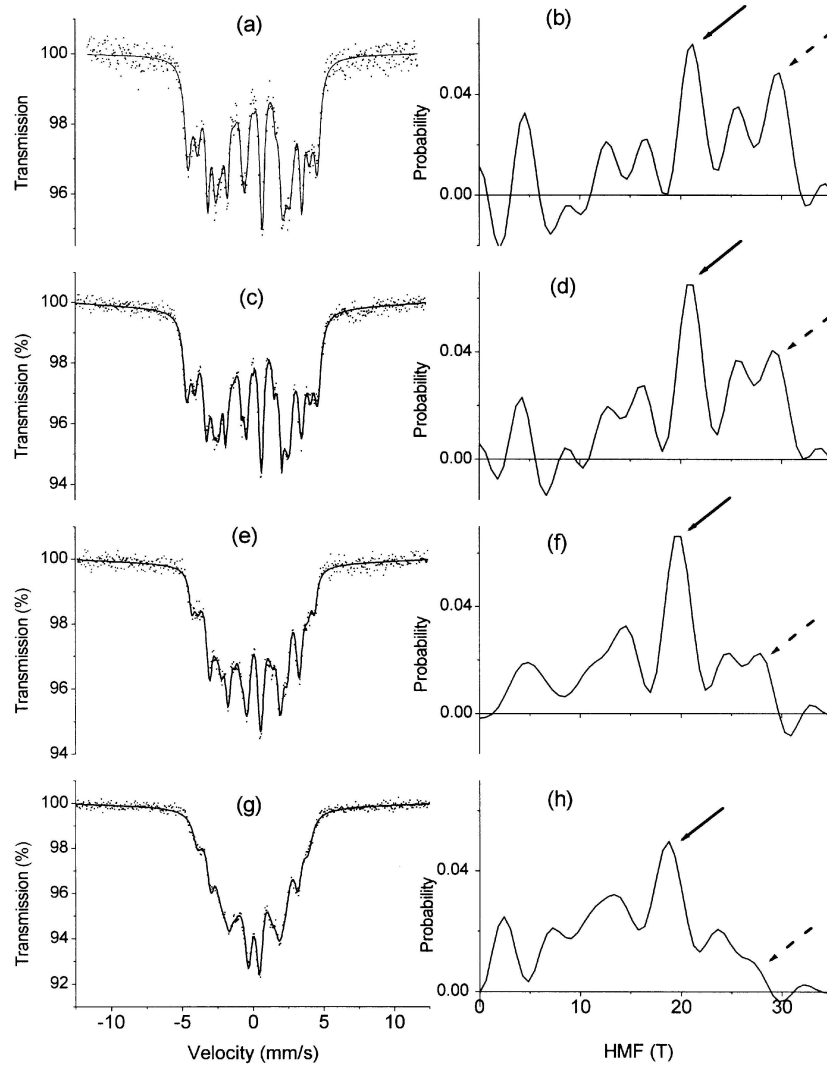 (a)
Transmission
100
98
96
(b)
Probability
0.04
0.00
(c)
Transmission (%)
100
98
96
94
(d)
Probability
0.04
0.00
(e)
Transmission (%)
100
98
96
94
(f)
Probability
0.04
0.00
(g)
Transmission (%)
100
98
96
94
92
-10 -5 0 5 10
Velocity (mm/s)
(h)
Probability
0.04
0.00
0 10 20 30
HMF (T)